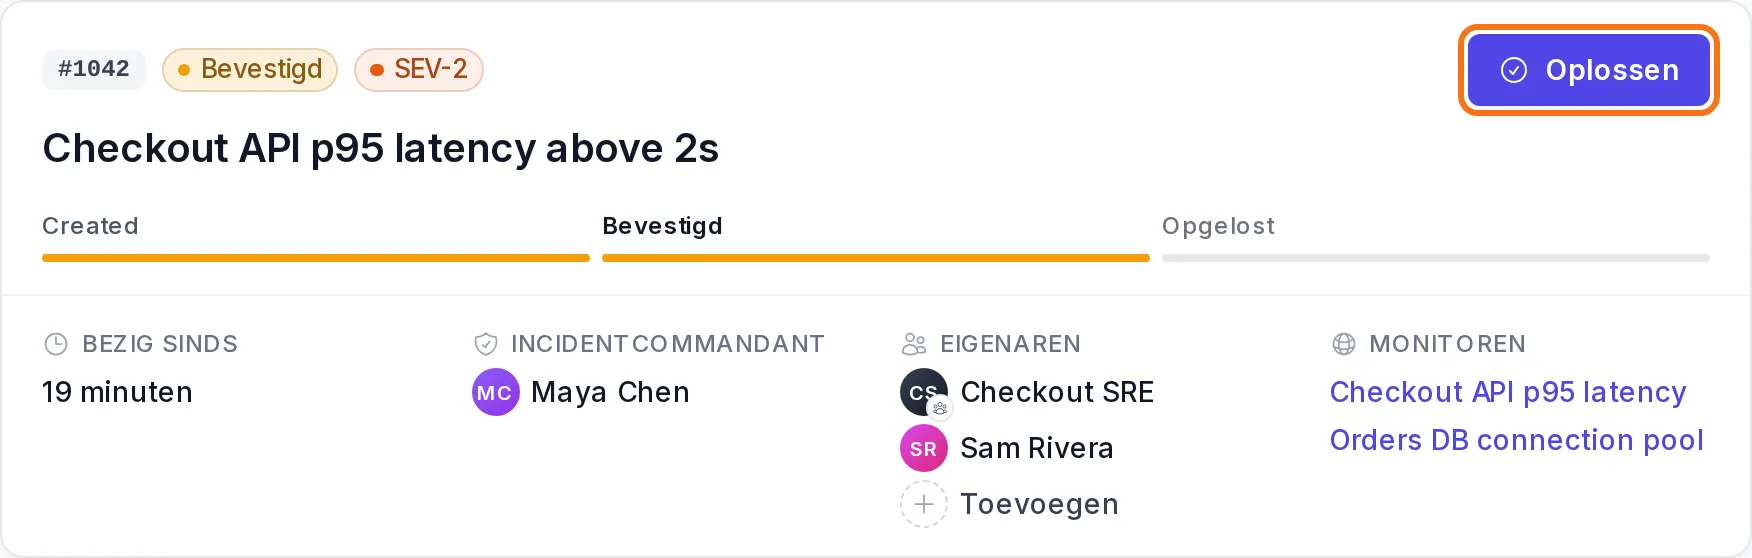 #1042 Bevestigd SEV-2 Oplossen
Checkout API p95 latency above 2s
Created Bevestigd Opgelost
BEZIG SINDS
19 minuten
INCIDENTCOMMANDANT
MC Maya Chen
EIGENAREN
CS Checkout SRE
SR Sam Rivera
Toevoegen
MONITOREN
Checkout API p95 latency
Orders DB connection pool